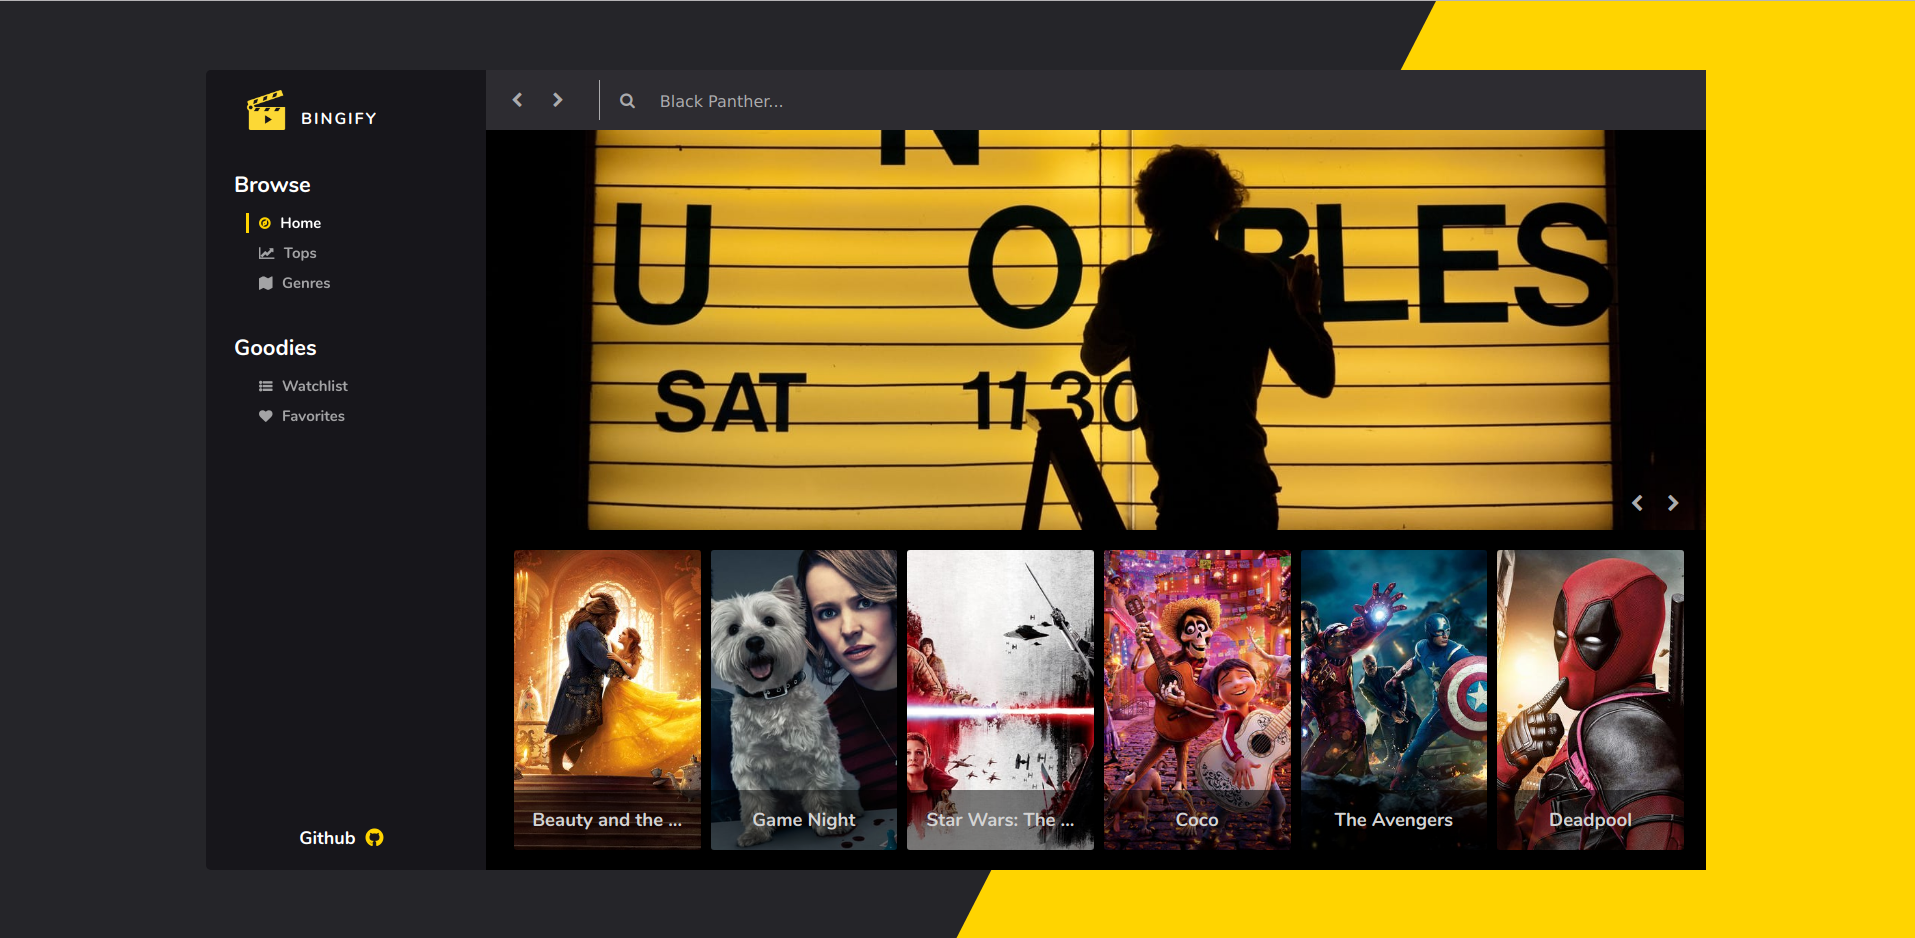 BINGIFY
Black Panther...
Browse
Home
Tops
Genres
Goodies
Watchlist
Favorites
Github
N
U O BLES
SAT 11 30
Beauty and the ...
Game Night
Star Wars: The ...
Coco
The Avengers
Deadpool